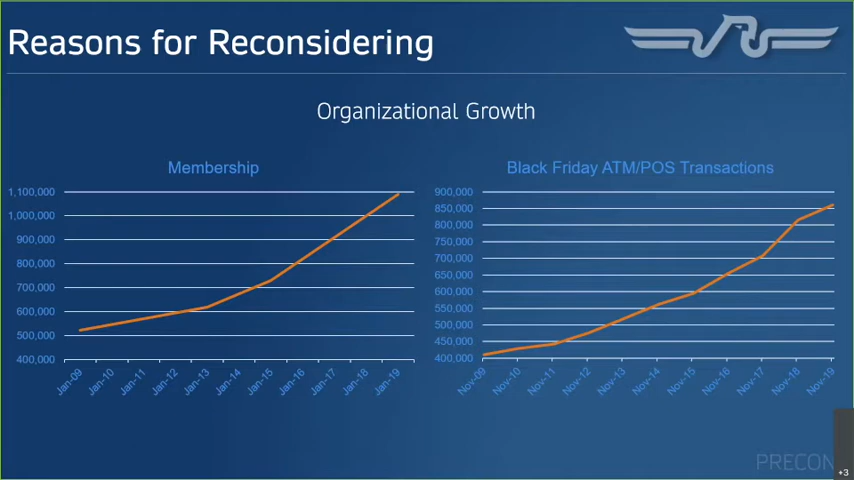 Reasons for Reconsidering
Organizational Growth
Membership
1,100,000
1,000,000
900,000
800,000
700,000
600,000
500,000
400,000
Jan-09
Jan-10
Jan-11
Jan-12
Jan-13
Jan-14
Jan-15
Jan-16
Jan-17
Jan-18
Jan-19
Black Friday ATM/POS Transactions
900,000
850,000
800,000
750,000
700,000
650,000
600,000
550,000
500,000
450,000
400,000
Nov-09
Nov-10
Nov-11
Nov-12
Nov-13
Nov-14
Nov-15
Nov-16
Nov-17
Nov-18
Nov-19
PRECON
+3